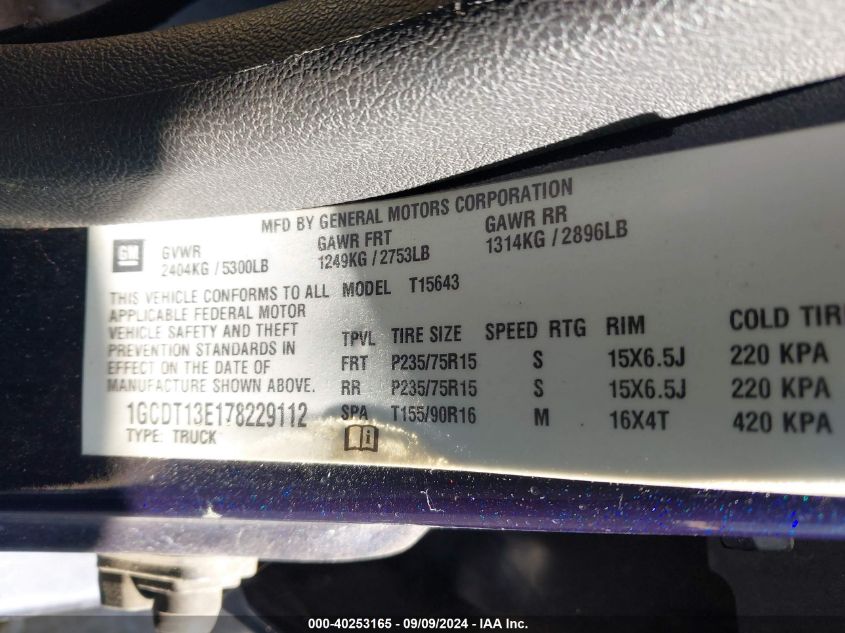 MFD BY GENERAL MOTORS CORPORATION
GM
GVWR GAWR FRT GAWR RR
2404KG / 5300LB 1249KG / 2753LB 1314KG / 2896LB
THIS VEHICLE CONFORMS TO ALL MODEL T15643
APPLICABLE FEDERAL MOTOR
VEHICLE SAFETY AND THEFT
PREVENTION STANDARDS IN
EFFECT ON THE DATE OF
MANUFACTURE SHOWN ABOVE.
1GCDT13E178229112
TYPE: TRUCK
TPVL TIRE SIZE SPEED RTG RIM COLD TIRE
FRT P235/75R15 S 15X6.5J 220 KPA
RR P235/75R15 S 15X6.5J 220 KPA
SPA T155/90R16 M 16X4T 420 KPA
000-40253165 - 09/09/2024 - IAA Inc.